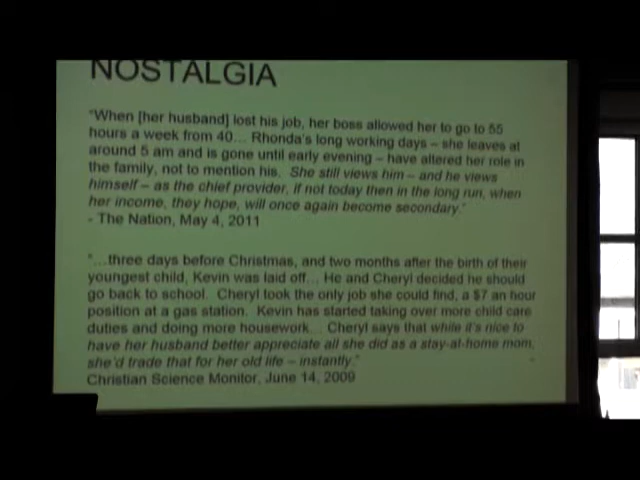 NOSTALGIA
"When [her husband] lost his job, her boss allowed her to go to 55
hours a week from 40... Rhonda's long working days – she leaves at
around 5 am and is gone until early evening – have altered her role in
the family, not to mention his. She still views him – and he views
himself – as the chief provider, if not today then in the long run, when
her income, they hope, will once again become secondary."
- The Nation, May 4, 2011
"...three days before Christmas, and two months after the birth of their
youngest child, Kevin was laid off... He and Cheryl decided he should
go back to school. Cheryl took the only job she could find, a $7 an hour
position at a gas station. Kevin has started taking over more child care
duties and doing more housework... Cheryl says that while it's nice to
have her husband better appreciate all she did as a stay-at-home mom,
she'd trade that for her old life – instantly."
Christian Science Monitor, June 14, 2009